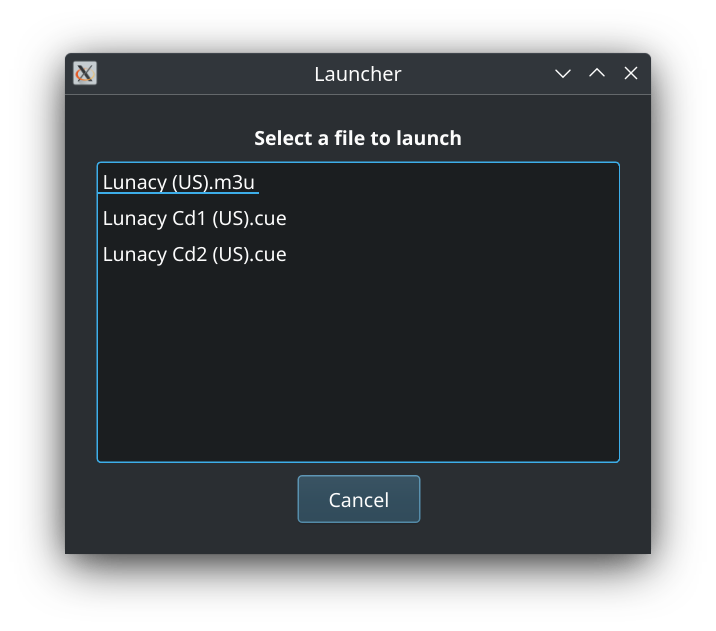 Launcher
Select a file to launch
Lunacy (US).m3u
Lunacy Cd1 (US).cue
Lunacy Cd2 (US).cue
Cancel